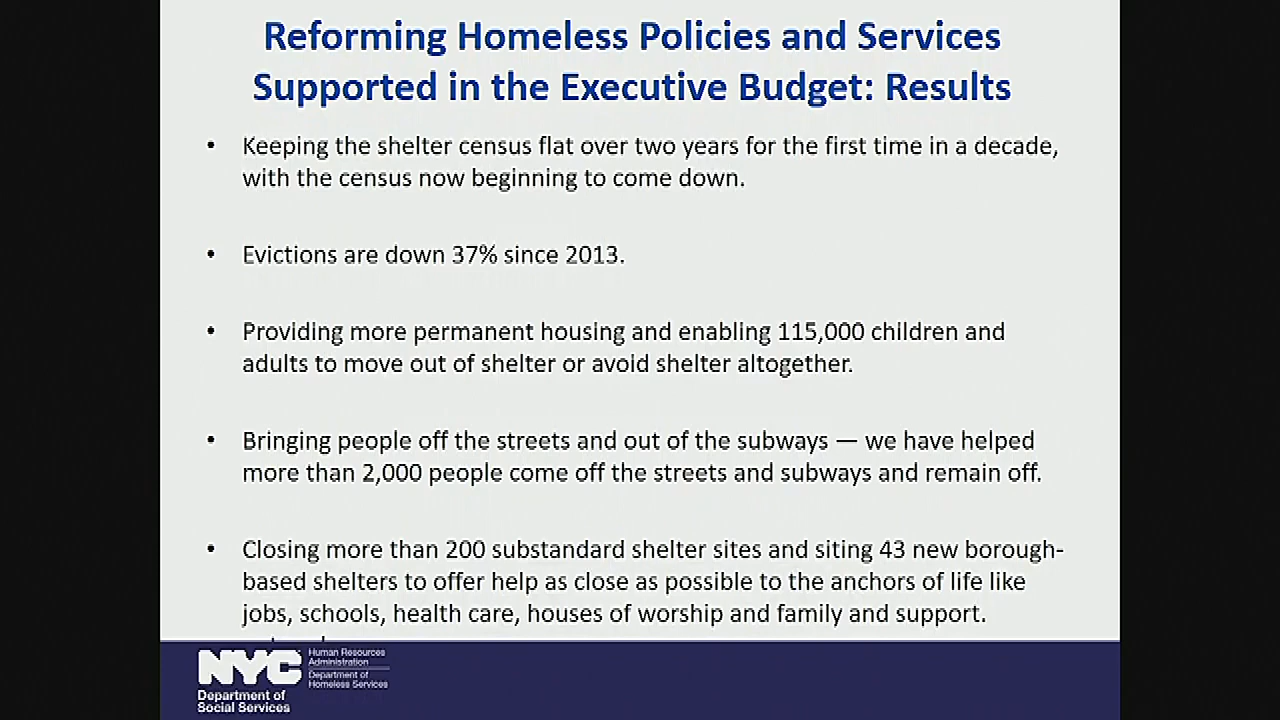 Reforming Homeless Policies and Services
Supported in the Executive Budget: Results
• Keeping the shelter census flat over two years for the first time in a decade,
with the census now beginning to come down.
• Evictions are down 37% since 2013.
• Providing more permanent housing and enabling 115,000 children and
adults to move out of shelter or avoid shelter altogether.
• Bringing people off the streets and out of the subways — we have helped
more than 2,000 people come off the streets and subways and remain off.
• Closing more than 200 substandard shelter sites and siting 43 new borough-
based shelters to offer help as close as possible to the anchors of life like
jobs, schools, health care, houses of worship and family and support.
NYC
Department of
Social Services
Human Resources
Administration
Department of
Homeless Services